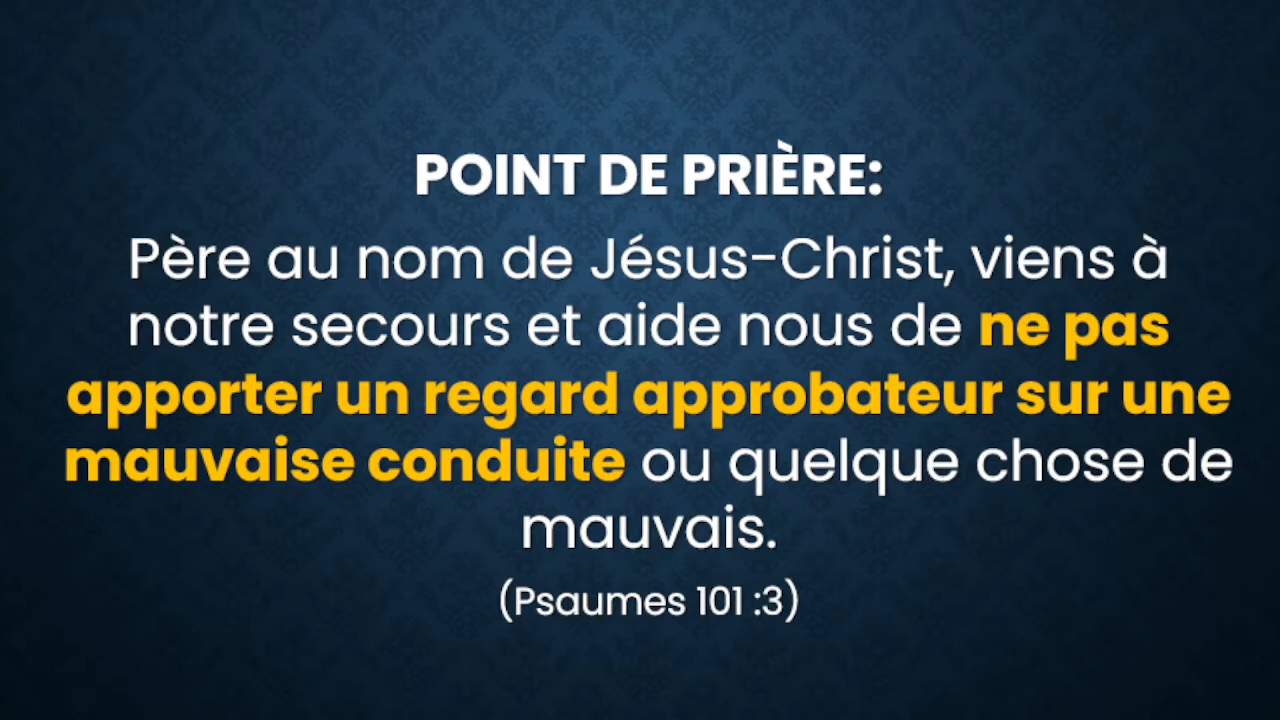 POINT DE PRIÈRE:
Père au nom de Jésus-Christ, viens à
notre secours et aide nous de ne pas
apporter un regard approbateur sur une
mauvaise conduite ou quelque chose de
mauvais.
(Psaumes 101 :3)